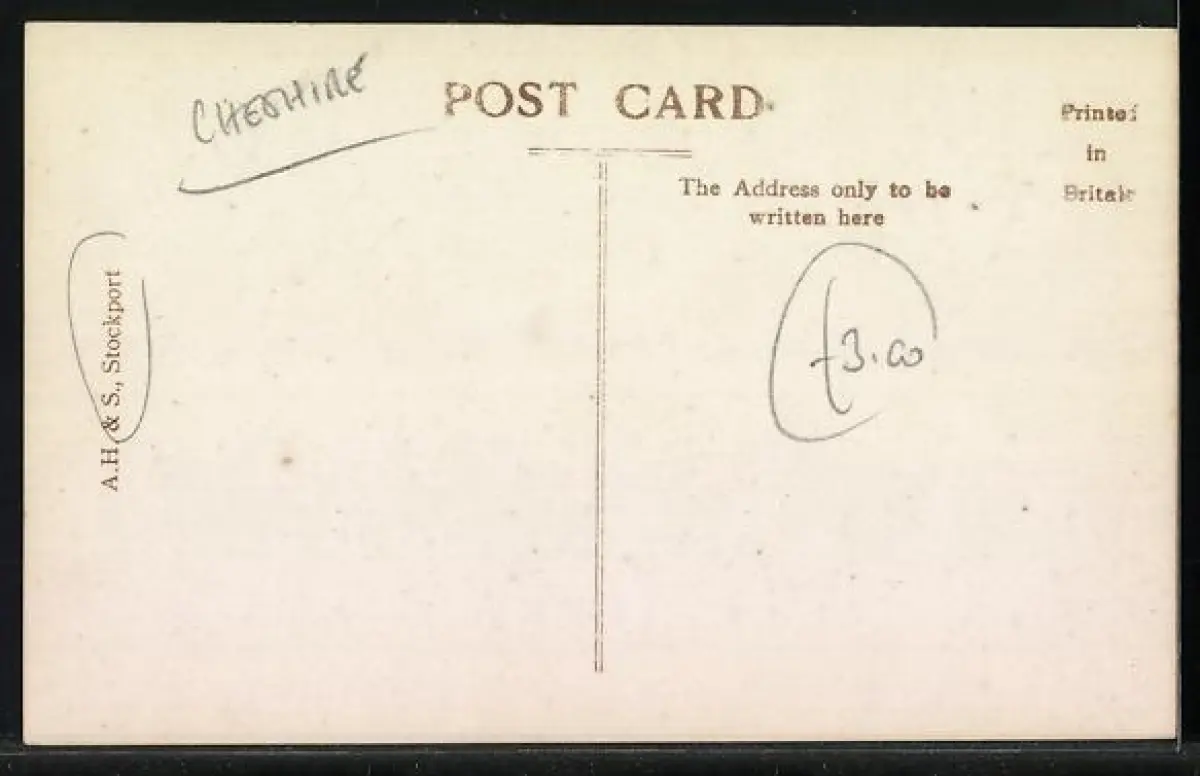 CHESHIRE
POST CARD.
Printed
in
Britain
The Address only to be
written here
A.H. & S., Stockport
£3.00